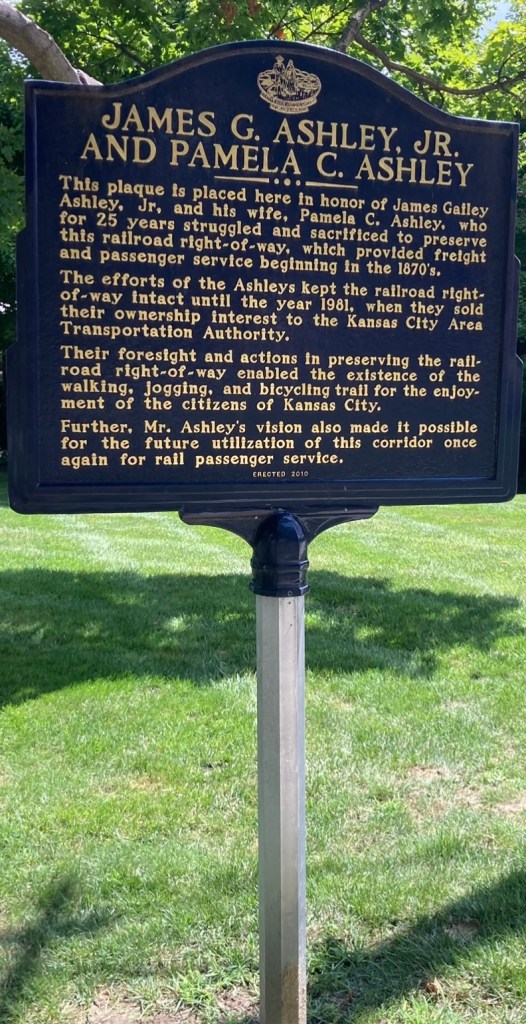 JAMES G. ASHLEY, JR.
AND PAMELA C. ASHLEY
This plaque is placed here in honor of James Gailey
Ashley, Jr, and his wife, Pamela C. Ashley, who
for 25 years struggled and sacrificed to preserve
this railroad right-of-way, which provided freight
and passenger service beginning in the 1870's.
The efforts of the Ashleys kept the railroad right-
of-way intact until the year 1981, when they sold
their ownership interest to the Kansas City Area
Transportation Authority.
Their foresight and actions in preserving the rail-
road right-of-way enabled the existence of the
walking, jogging, and bicycling trail for the enjoy-
ment of the citizens of Kansas City.
Further, Mr. Ashley's vision also made it possible
for the future utilization of this corridor once
again for rail passenger service.
ERECTED 2010